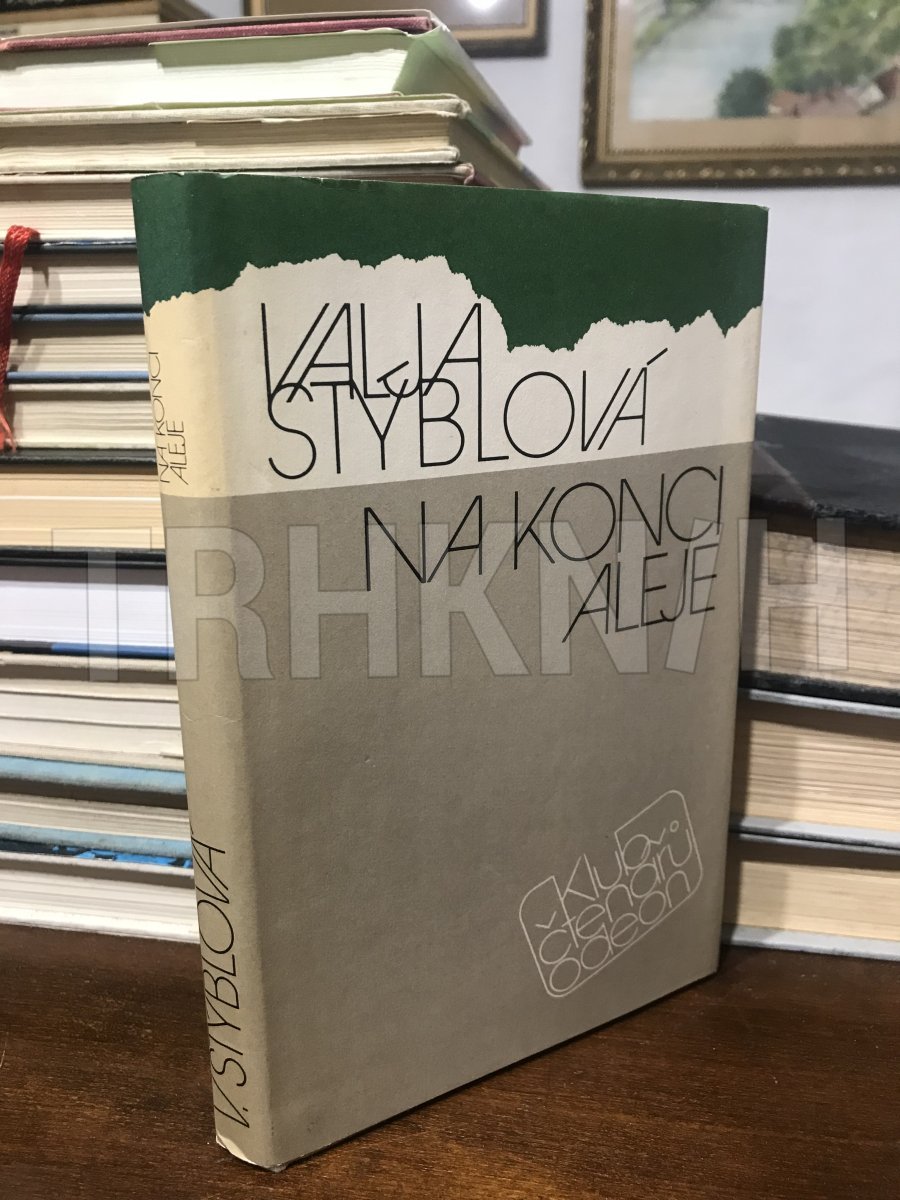 VALJA
STÝBLOVÁ
NA KONCI
ALEJE
klub
čtenářů
odeon
NA KONCI
ALEJE
V. STÝBLOVÁ
TRHKNIH